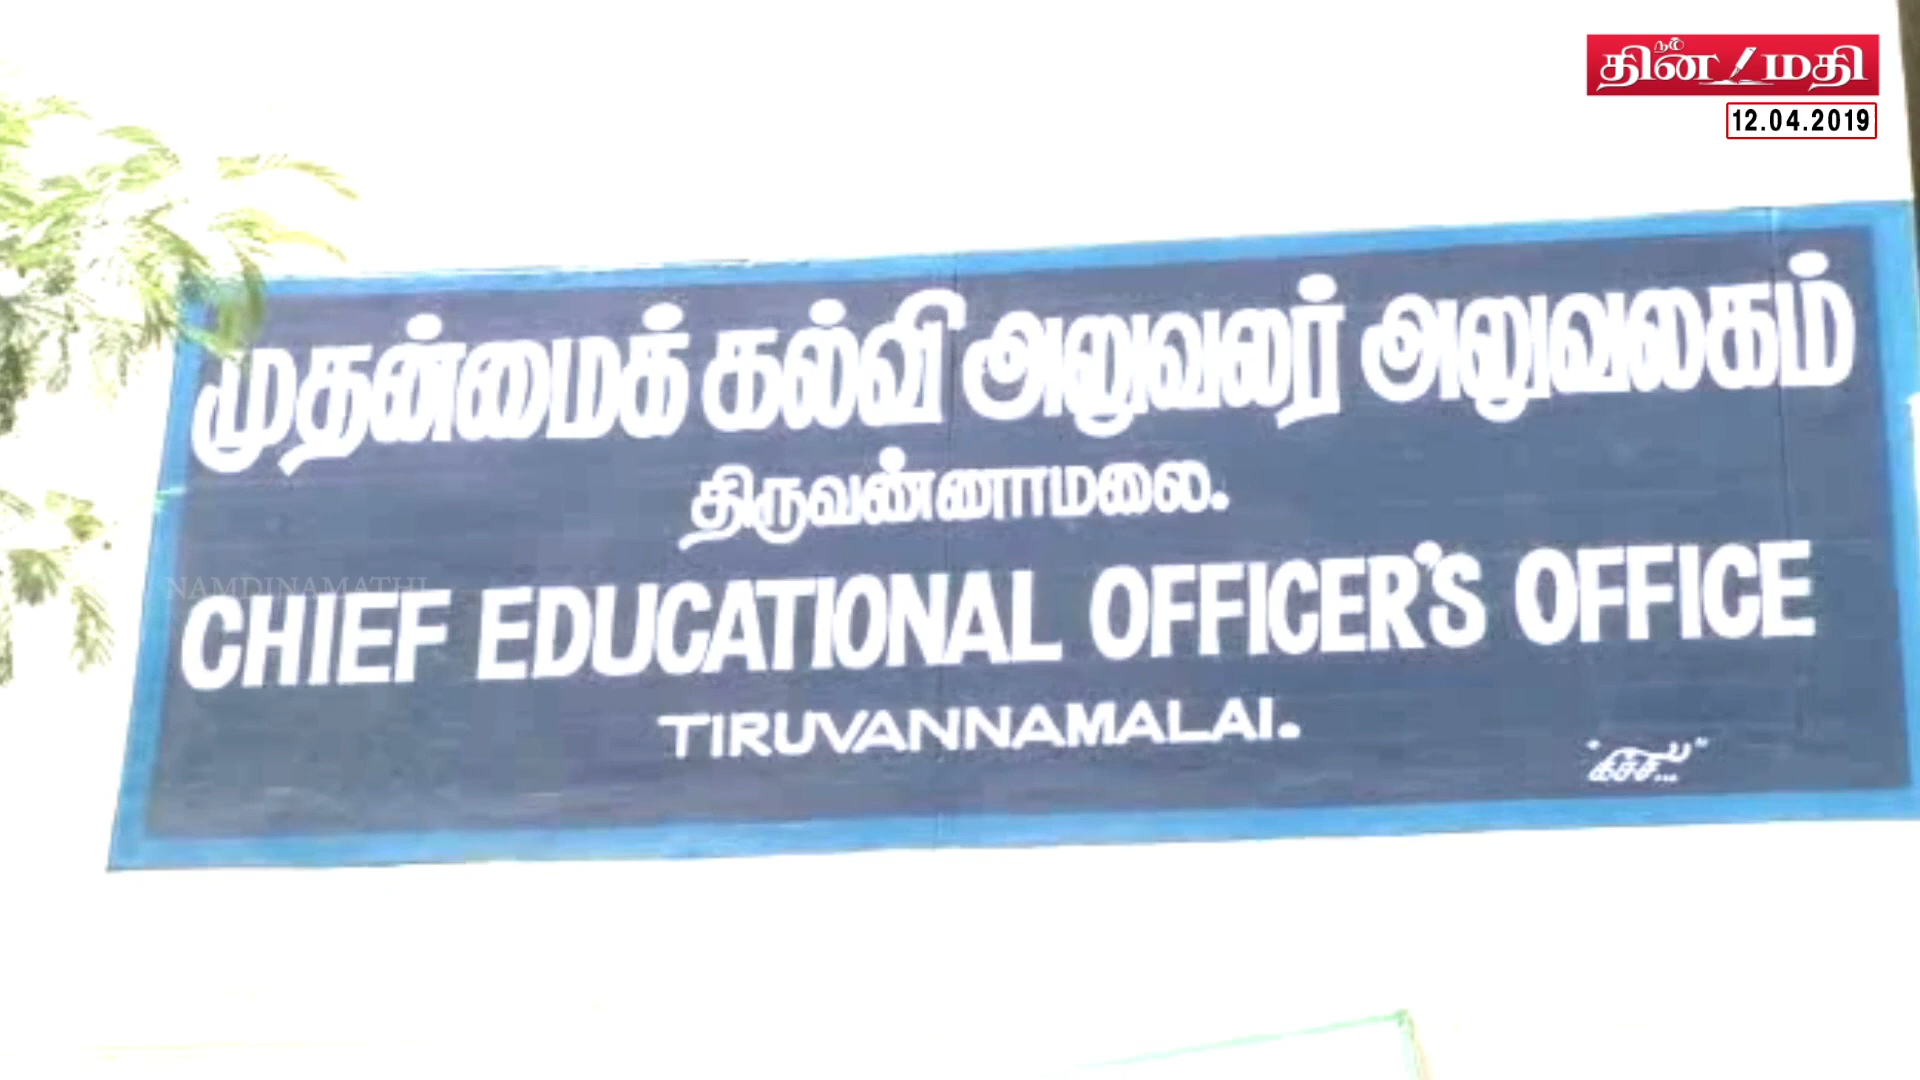 நம்
தின மதி
12.04.2019
முதன்மைக் கல்வி அலுவலர் அலுவலகம்
திருவண்ணாமலை.
NAMDINAMATHI
CHIEF EDUCATIONAL OFFICER'S OFFICE
TIRUVANNAMALAI.